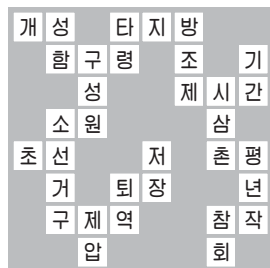 개 성 타 지 방
함 구 령 조 기
성 제 시 간
소 원 삼
초 선 저 촌 평
거 퇴 장 년
구 제 역 참 작
압 회